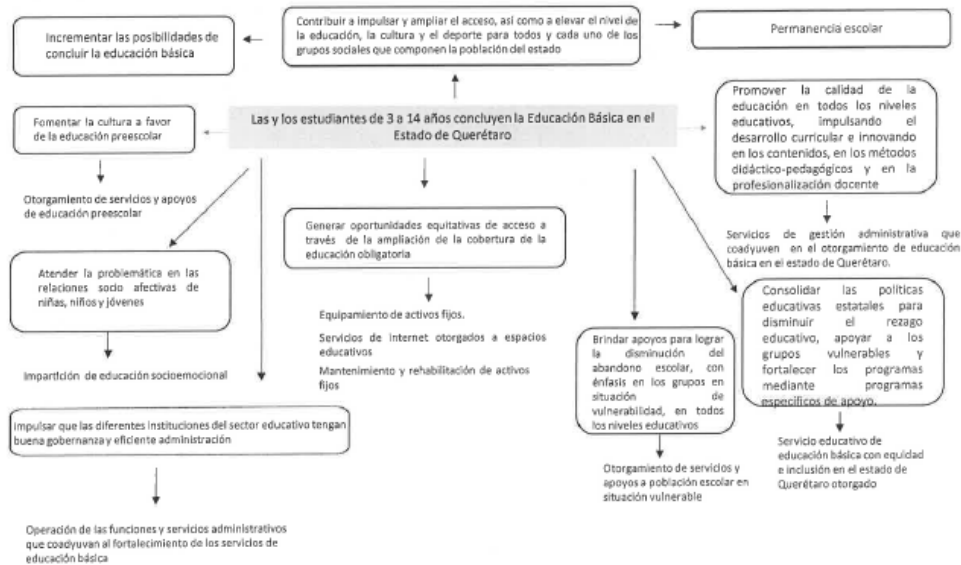 Incrementar las posibilidades de
concluir la educación básica
Contribuir a impulsar y ampliar el acceso, así como a elevar el nivel de
la educación, la cultura y el deporte para todos y cada uno de los
grupos sociales que componen la población del estado
Permanencia escolar
Fomentar la cultura a favor
de la educación preescolar
Las y los estudiantes de 3 a 14 años concluyen la Educación Básica en el
Estado de Querétaro
Promover la calidad de la
educación en todos los niveles
educativos, impulsando el
desarrollo curricular e innovando
en los contenidos, en los métodos
didáctico-pedagógicos y en la
profesionalización docente
Otorgamiento de servicios y apoyos
de educación preescolar
Generar oportunidades equitativas de acceso a
través de la ampliación de la cobertura de la
educación obligatoria
Servicios de gestión administrativa que
coadyuven en el otorgamiento de educación
básica en el estado de Querétaro.
Atender la problemática en las
relaciones socio afectivas de
niñas, niños y jóvenes
Equipamiento de activos fijos.
Servicios de Internet otorgados a espacios
educativos
Mantenimiento y rehabilitación de activos
fijos
Brindar apoyos para lograr
la disminución del
abandono escolar, con
énfasis en los grupos en
situación de
vulnerabilidad, en todos
los niveles educativos
Consolidar las políticas
educativas estatales para
disminuir el rezago
educativo, apoyar a los
grupos vulnerables y
fortalecer los programas
mediante programas
específicos de apoyo.
Impartición de educación socioemocional
Impulsar que las diferentes instituciones del sector educativo tengan
buena gobernanza y eficiente administración
Otorgamiento de servicios y
apoyos a población escolar en
situación vulnerable
Servicio educativo de
educación básica con equidad
e inclusión en el estado de
Querétaro otorgado
Operación de las funciones y servicios administrativos
que coadyuvan al fortalecimiento de los servicios de
educación básica